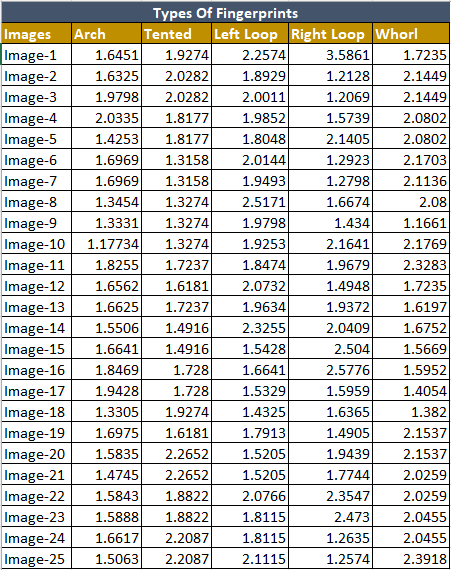 Types Of Fingerprints
Images Arch Tented Left Loop Right Loop Whorl
Image-1 1.6451 1.9274 2.2574 3.5861 1.7235
Image-2 1.6325 2.0282 1.8929 1.2128 2.1449
Image-3 1.9798 2.0282 2.0011 1.2069 2.1449
Image-4 2.0335 1.8177 1.9852 1.5739 2.0802
Image-5 1.4253 1.8177 1.8048 2.1405 2.0802
Image-6 1.6969 1.3158 2.0144 1.2923 2.1703
Image-7 1.6969 1.3158 1.9493 1.2798 2.1136
Image-8 1.3454 1.3274 2.5171 1.6674 2.08
Image-9 1.3331 1.3274 1.9798 1.434 1.1661
Image-10 1.17734 1.3274 1.9253 2.1641 2.1769
Image-11 1.8255 1.7237 1.8474 1.9679 2.3283
Image-12 1.6562 1.6181 2.0732 1.4948 1.7235
Image-13 1.6625 1.7237 1.9634 1.9372 1.6197
Image-14 1.5506 1.4916 2.3255 2.0409 1.6752
Image-15 1.6641 1.4916 1.5428 2.504 1.5669
Image-16 1.8469 1.728 1.6641 2.5776 1.5952
Image-17 1.9428 1.728 1.5329 1.5959 1.4054
Image-18 1.3305 1.9274 1.4325 1.6365 1.382
Image-19 1.6975 1.6181 1.7913 1.4905 2.1537
Image-20 1.5835 2.2652 1.5205 1.9439 2.1537
Image-21 1.4745 2.2652 1.5205 1.7744 2.0259
Image-22 1.5843 1.8822 2.0766 2.3547 2.0259
Image-23 1.5888 1.8822 1.8115 2.473 2.0455
Image-24 1.6617 2.2087 1.8115 1.2635 2.0455
Image-25 1.5063 2.2087 2.1115 1.2574 2.3918